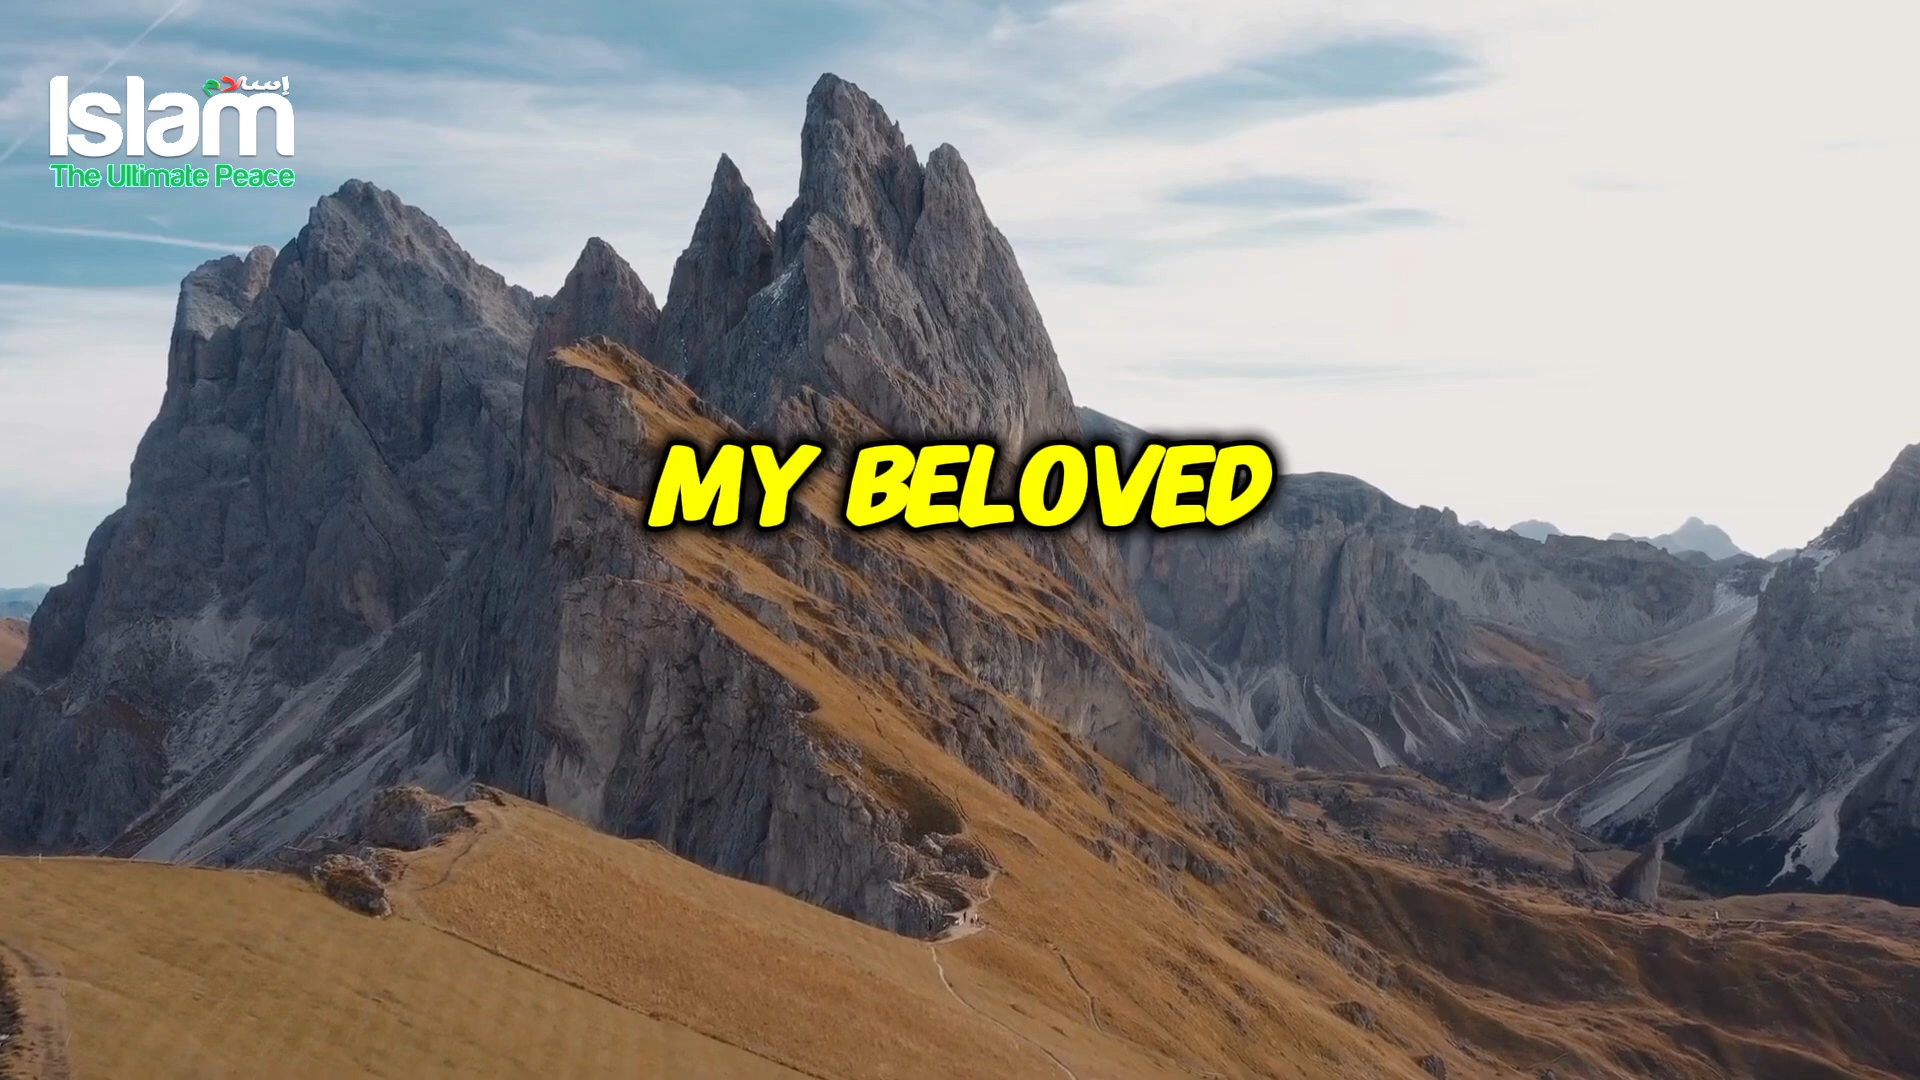 إسلام
Islam
The Ultimate Peace
MY BELOVED